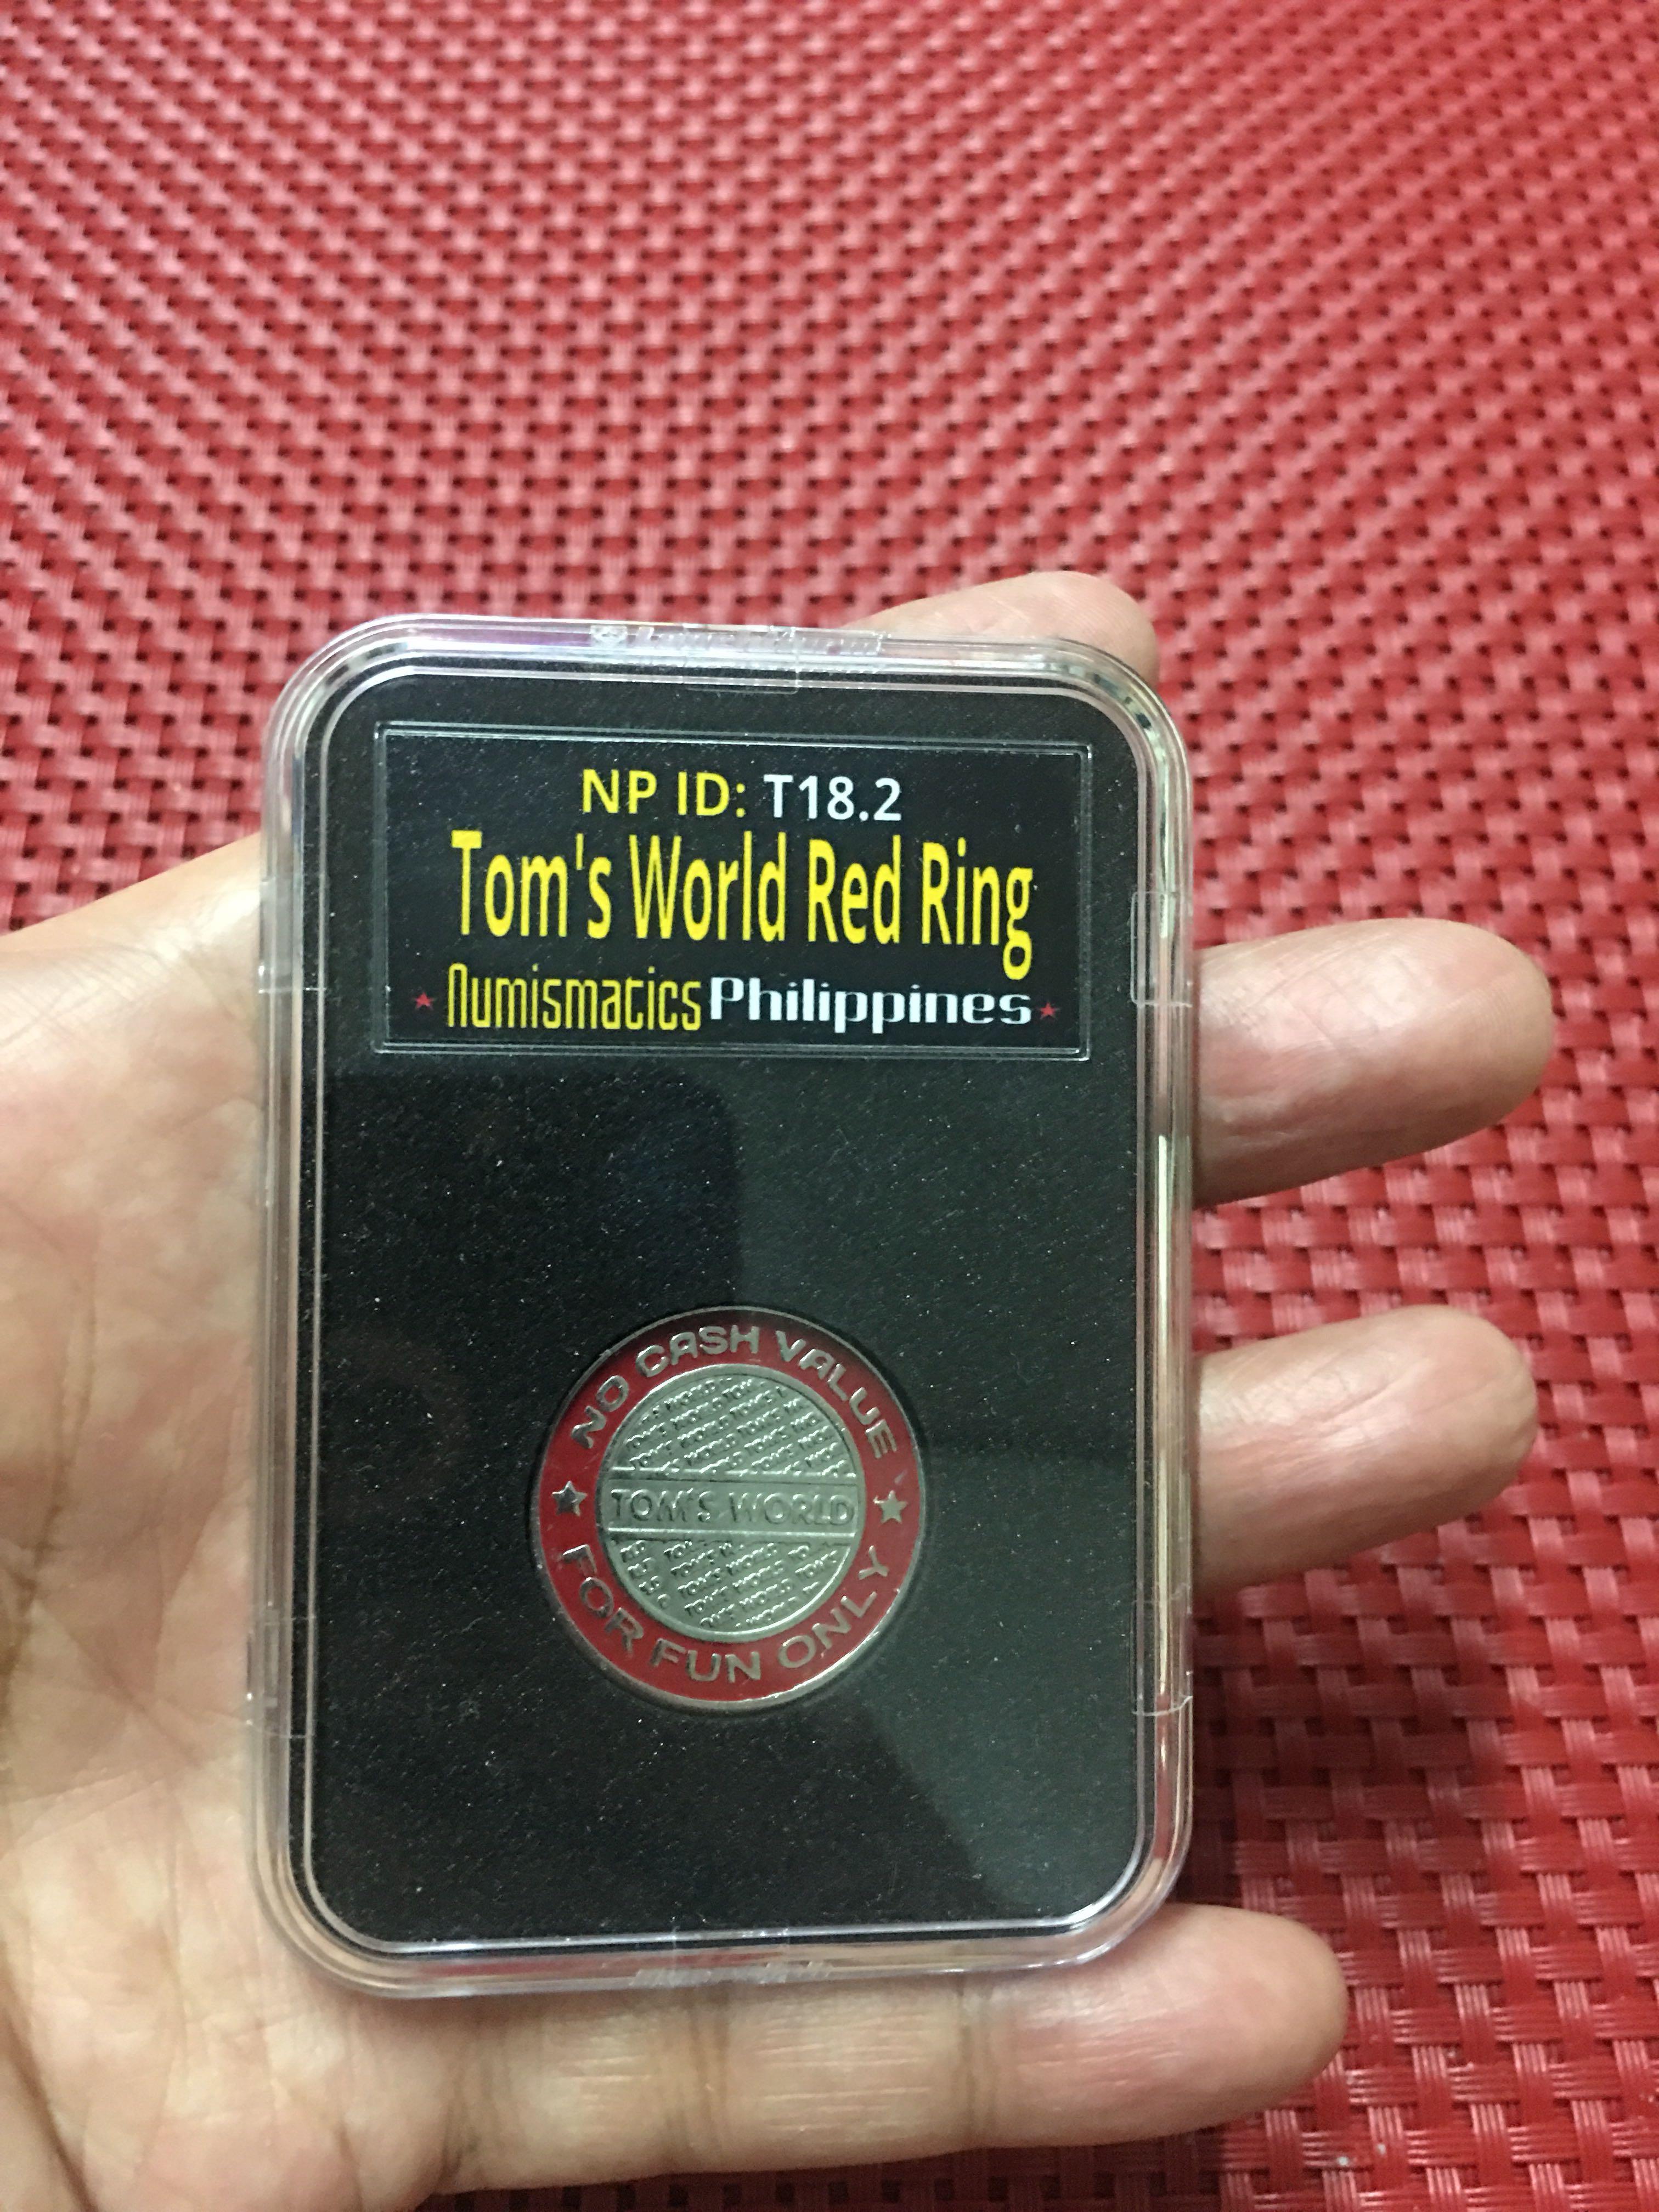 NP ID: T18.2
Tom's World Red Ring
Numismatics Philippines
NO CASH VALUE
TOM'S WORLD
FOR FUN ONLY